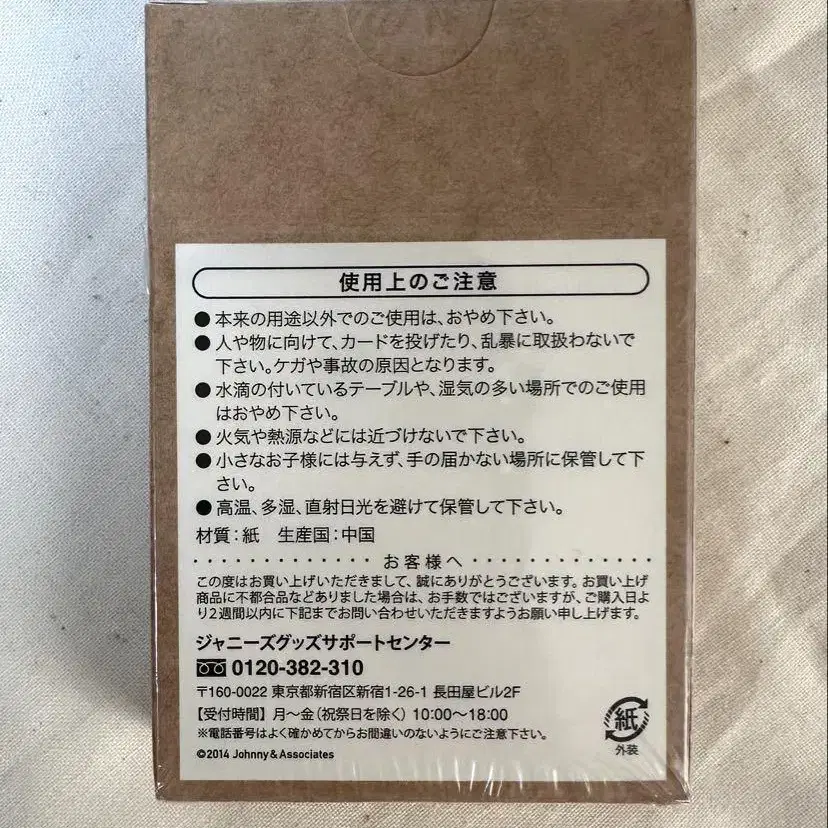 使用上のご注意
●本来の用途以外でのご使用は、おやめ下さい。
●人や物に向けて、カードを投げたり、乱暴に取扱わないで
下さい。ケガや事故の原因となります。
●水滴の付いているテーブルや、湿気の多い場所でのご使用
はおやめ下さい。
●火気や熱源などには近づけないで下さい。
●小さなお子様には与えず、手の届かない場所に保管して下
さい。
●高温、多湿、直射日光を避けて保管して下さい。
材質：紙　生産国：中国
お客様へ
この度はお買い上げいただきまして、誠にありがとうございます。お買い上げ
商品に不都合品などありました場合は、お手数ではございますが、ご購入日よ
り2週間以内に下記までお問い合わせいただきますようお願い申し上げます。
ジャニーズグッズサポートセンター
0120-382-310
〒160-0022 東京都新宿区新宿1-26-1 長田屋ビル2F
【受付時間】月〜金（祝祭日を除く）10:00〜18:00
※電話番号はよく確かめてからお間違いのないようにご注意下さい。
©2014 Johnny & Associates
紙
外装